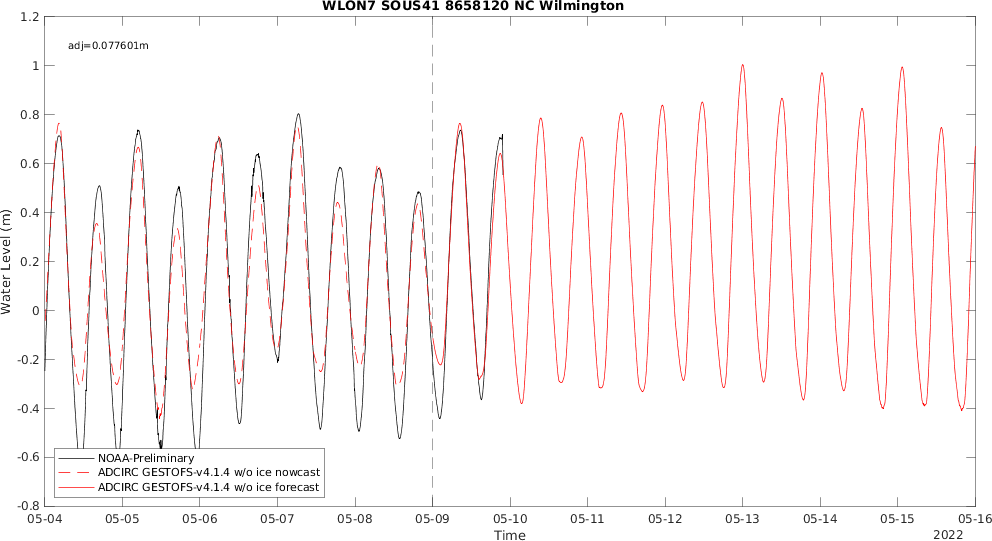 WLON7 SOUS41 8658120 NC Wilmington
adj=0.077601m
1.2
1
0.8
0.6
0.4
0.2
0
-0.2
-0.4
-0.6
-0.8
Water Level (m)
NOAA-Preliminary
ADCIRC GESTOFS-v4.1.4 w/o ice nowcast
ADCIRC GESTOFS-v4.1.4 w/o ice forecast
05-04 05-05 05-06 05-07 05-08 05-09 05-10 05-11 05-12 05-13 05-14 05-15 05-16
Time
2022